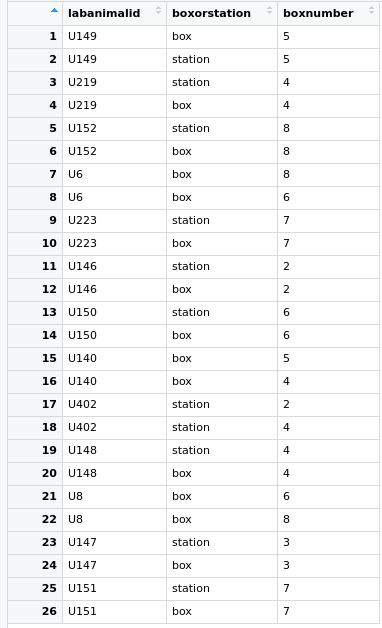 labanimalid boxorstation boxnumber
1 U149 box 5
2 U149 station 5
3 U219 station 4
4 U219 box 4
5 U152 station 8
6 U152 box 8
7 U6 box 8
8 U6 box 6
9 U223 station 7
10 U223 box 7
11 U146 station 2
12 U146 box 2
13 U150 station 6
14 U150 box 6
15 U140 box 5
16 U140 box 4
17 U402 station 2
18 U402 station 4
19 U148 station 4
20 U148 box 4
21 U8 box 6
22 U8 box 8
23 U147 station 3
24 U147 box 3
25 U151 station 7
26 U151 box 7